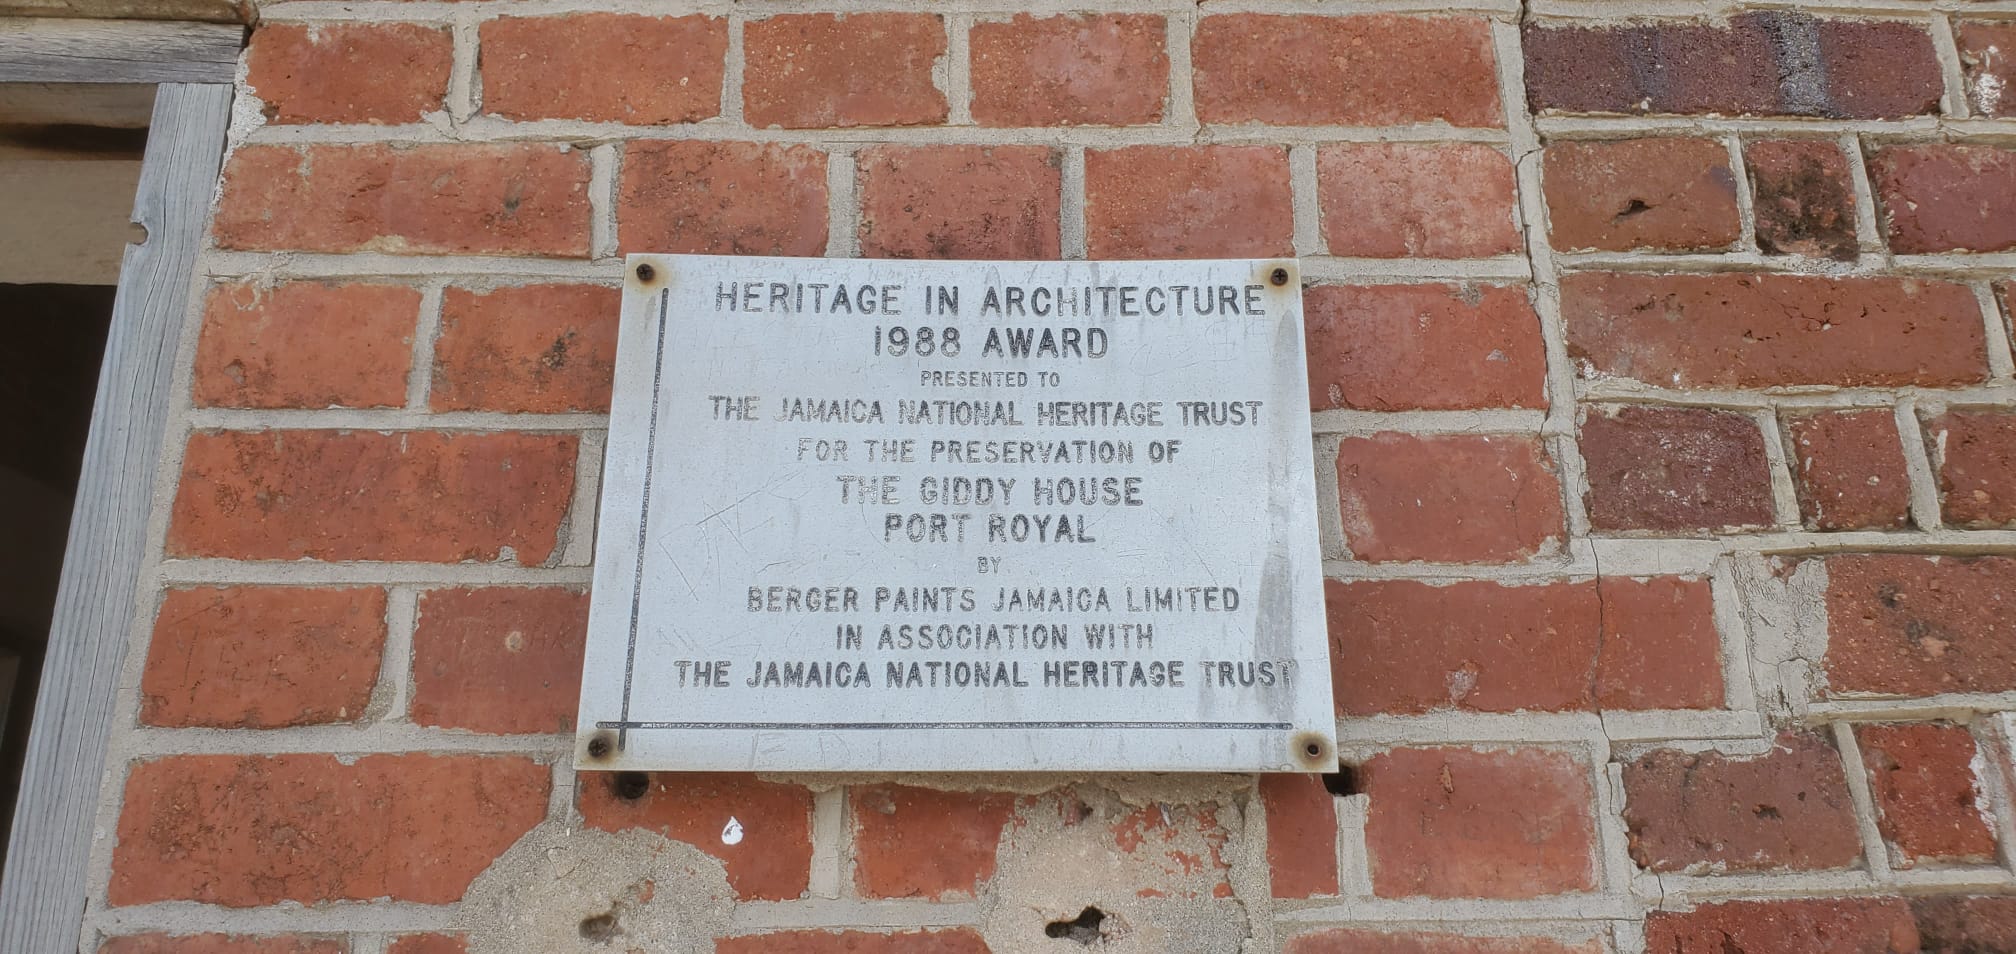 HERITAGE IN ARCHITECTURE
1988 AWARD
PRESENTED TO
THE JAMAICA NATIONAL HERITAGE TRUST
FOR THE PRESERVATION OF
THE GIDDY HOUSE
PORT ROYAL
BY
BERGER PAINTS JAMAICA LIMITED
IN ASSOCIATION WITH
THE JAMAICA NATIONAL HERITAGE TRUST